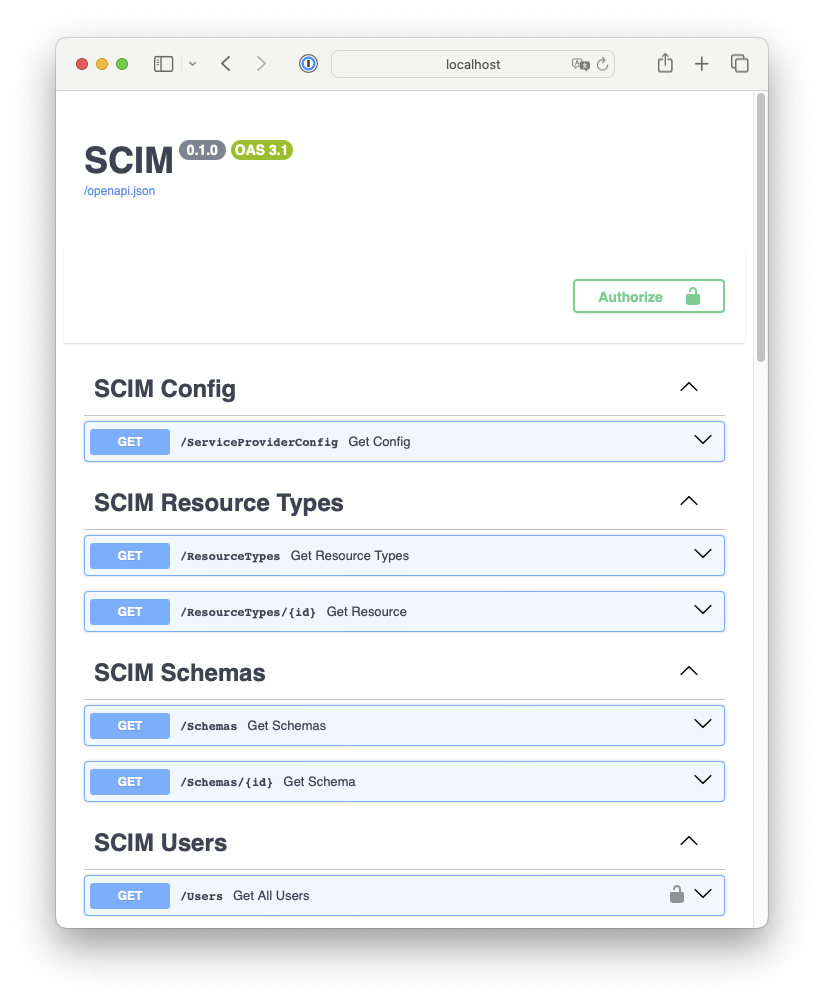 localhost
SCIM 0.1.0 OAS 3.1
/openapi.json
Authorize
SCIM Config
GET /ServiceProviderConfig Get Config
SCIM Resource Types
GET /ResourceTypes Get Resource Types
GET /ResourceTypes/{id} Get Resource
SCIM Schemas
GET /Schemas Get Schemas
GET /Schemas/{id} Get Schema
SCIM Users
GET /Users Get All Users